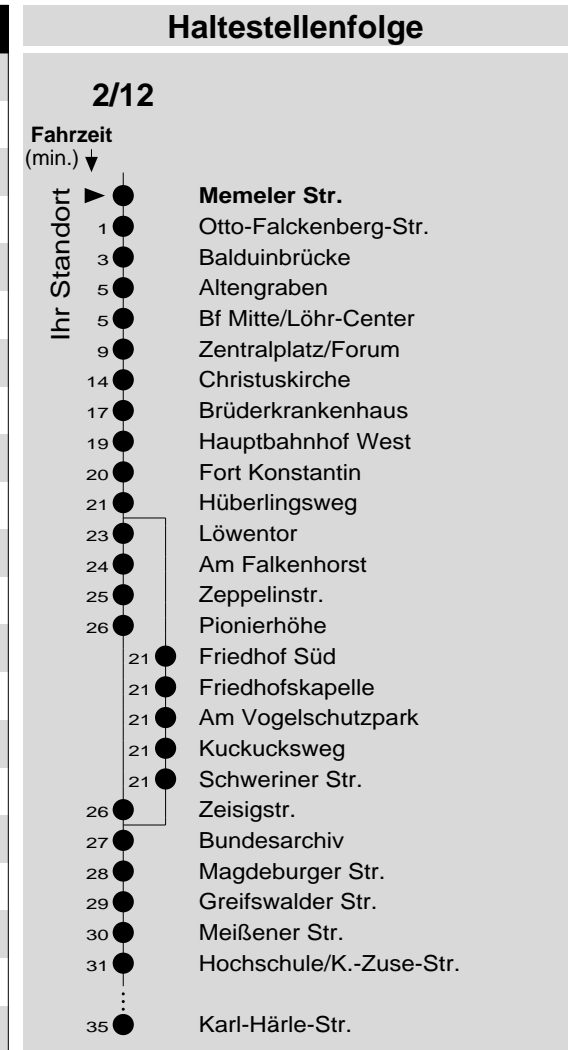 Haltestellenfolge
2/12
Fahrzeit
(min.)
Ihr Standort
Memeler Str.
1 Otto-Falckenberg-Str.
3 Balduinbrücke
5 Altengraben
5 Bf Mitte/Löhr-Center
9 Zentralplatz/Forum
14 Christuskirche
17 Brüderkrankenhaus
19 Hauptbahnhof West
20 Fort Konstantin
21 Hüberlingsweg
23 Löwentor
24 Am Falkenhorst
25 Zeppelinstr.
26 Pionierhöhe
21 Friedhof Süd
21 Friedhofskapelle
21 Am Vogelschutzpark
21 Kuckucksweg
21 Schweriner Str.
26 Zeisigstr.
27 Bundesarchiv
28 Magdeburger Str.
29 Greifswalder Str.
30 Meißener Str.
31 Hochschule/K.-Zuse-Str.
35 Karl-Härle-Str.